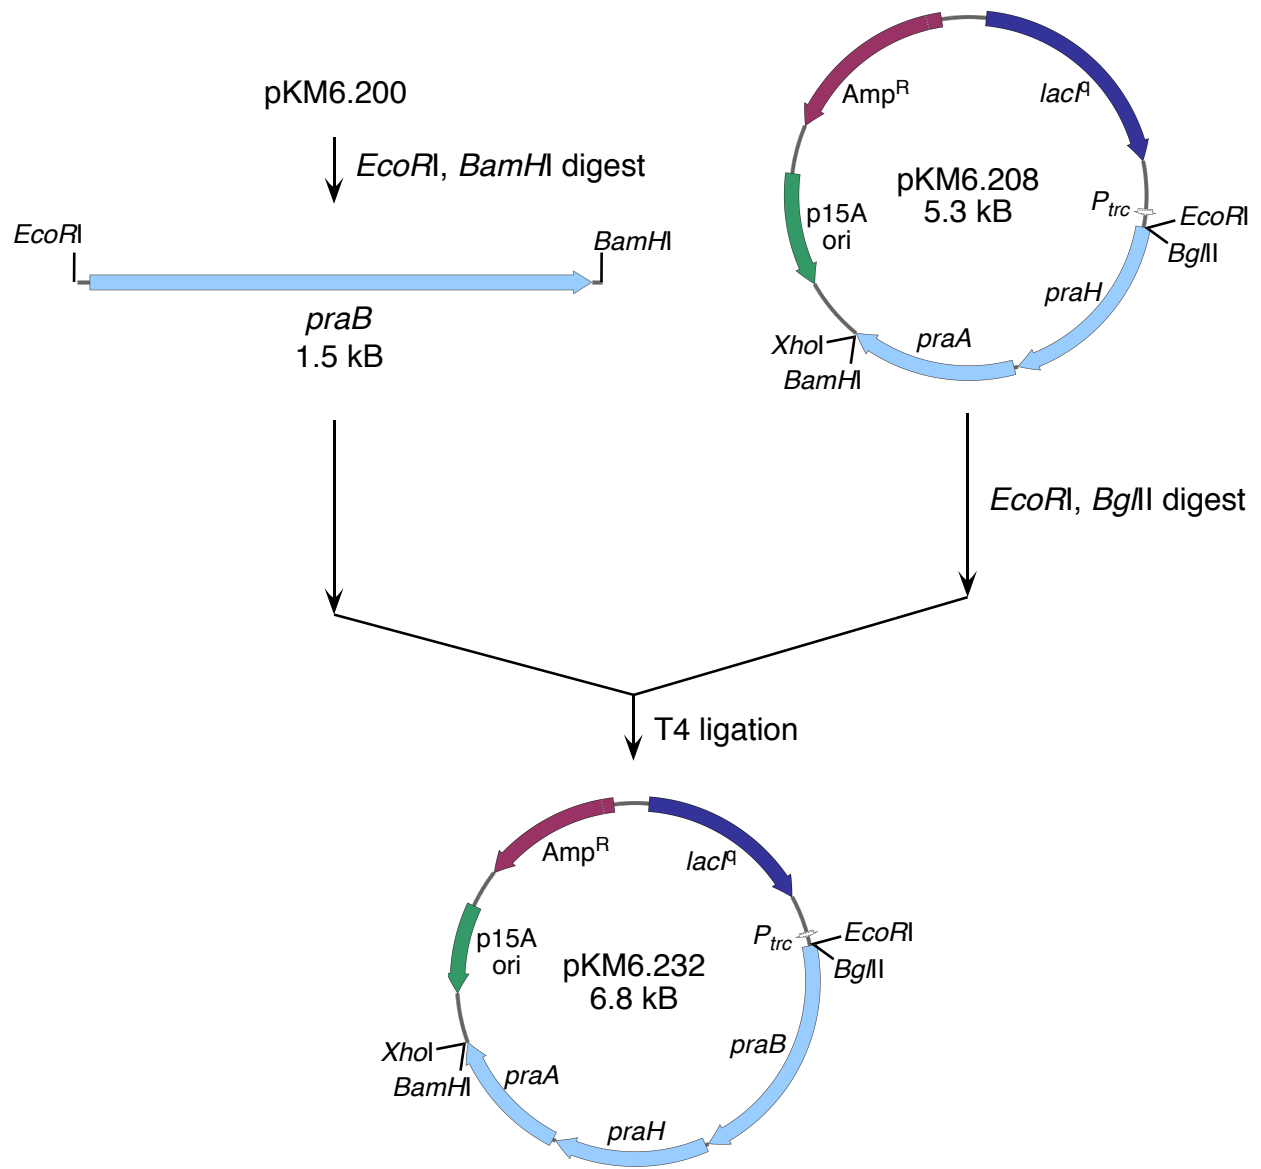 pKM6.200
EcoRI, BamHI digest
EcoRI
BamHI
praB
1.5 kB
AmpR
lacIq
pKM6.208
5.3 kB
Ptrc
EcoRI
BglII
p15A
ori
praH
praA
XhoI
BamHI
EcoRI, BglII digest
T4 ligation
AmpR
lacIq
Ptrc
EcoRI
BglII
p15A
ori
pKM6.232
6.8 kB
praB
XhoI
BamHI
praA
praH